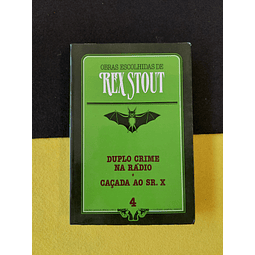 OBRAS ESCOLHIDAS DE
REX STOUT
DUPLO CRIME
NA RÁDIO
CAÇADA AO SR. X
4